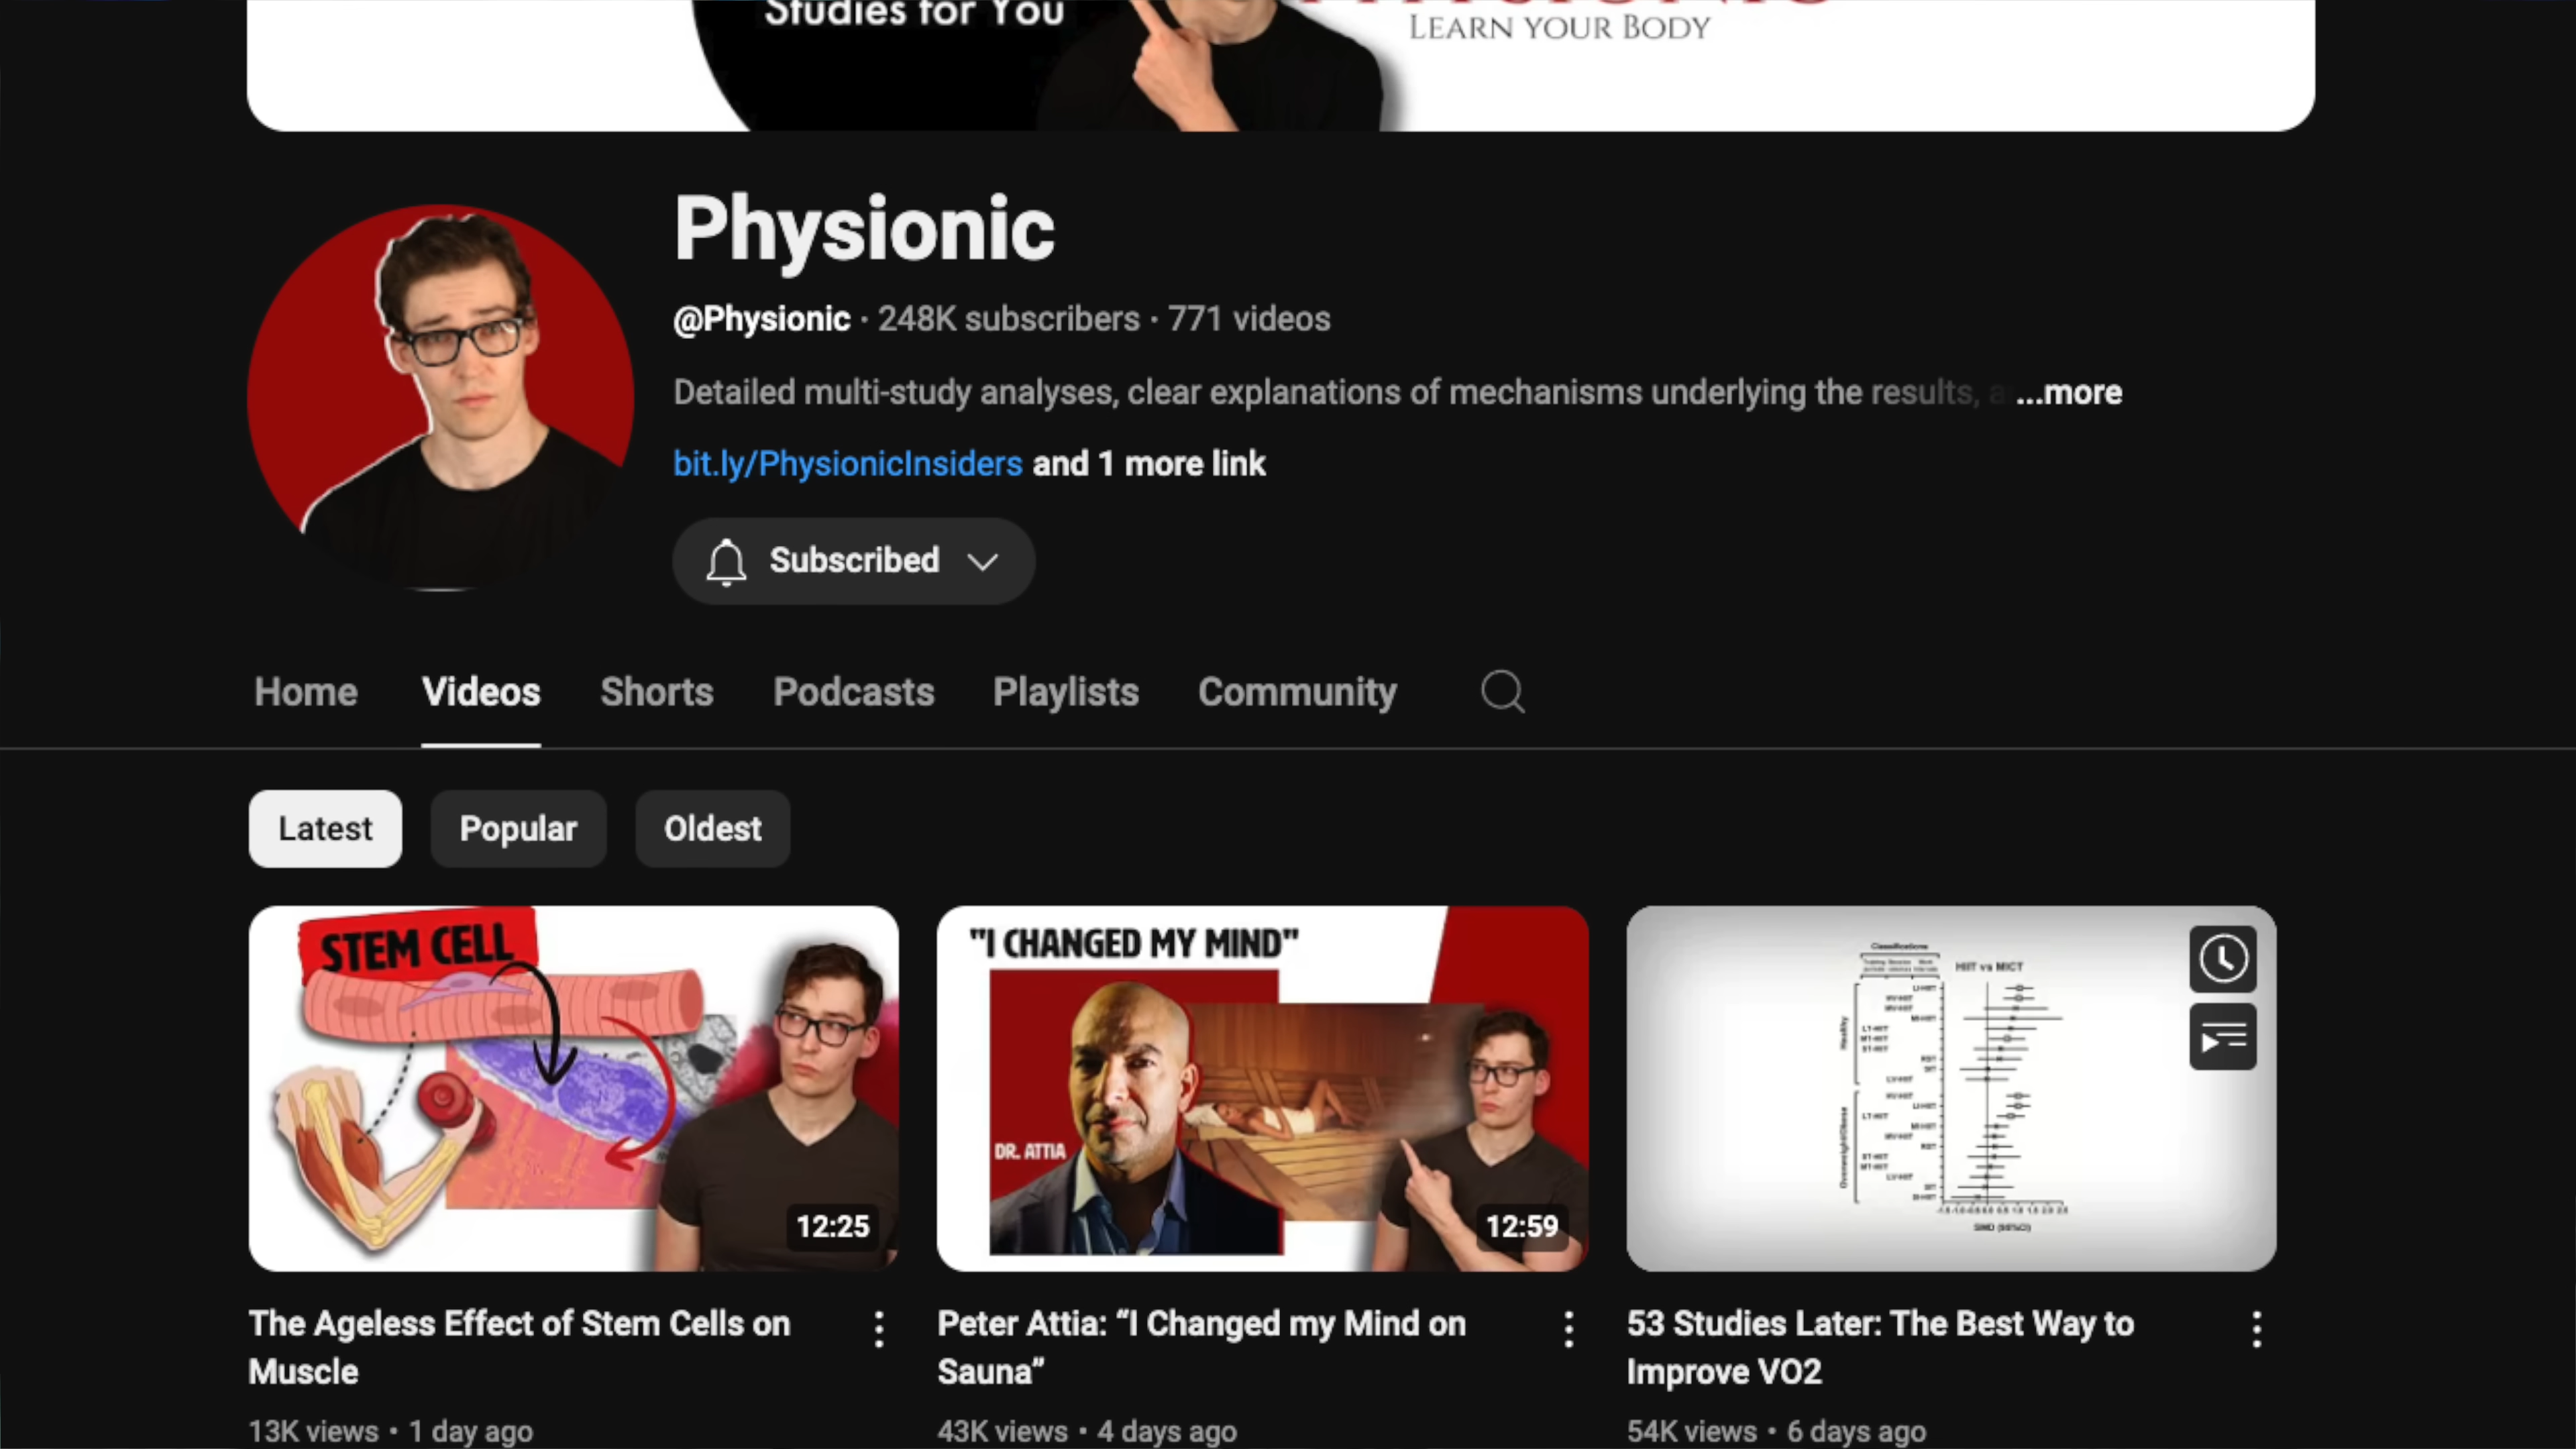 Studies for You
LEARN YOUR BODY
Physionic
@Physionic · 248K subscribers · 771 videos
Detailed multi-study analyses, clear explanations of mechanisms underlying the results, a ...more
bit.ly/PhysionicInsiders and 1 more link
Subscribed
Home Videos Shorts Podcasts Playlists Community
Latest Popular Oldest
STEM CELL
12:25
"I CHANGED MY MIND"
DR. ATTIA
12:59
Classifications
HIIT vs MICT
The Ageless Effect of Stem Cells on
Muscle
13K views • 1 day ago
Peter Attia: “I Changed my Mind on
Sauna”
43K views • 4 days ago
53 Studies Later: The Best Way to
Improve VO2
54K views • 6 days ago